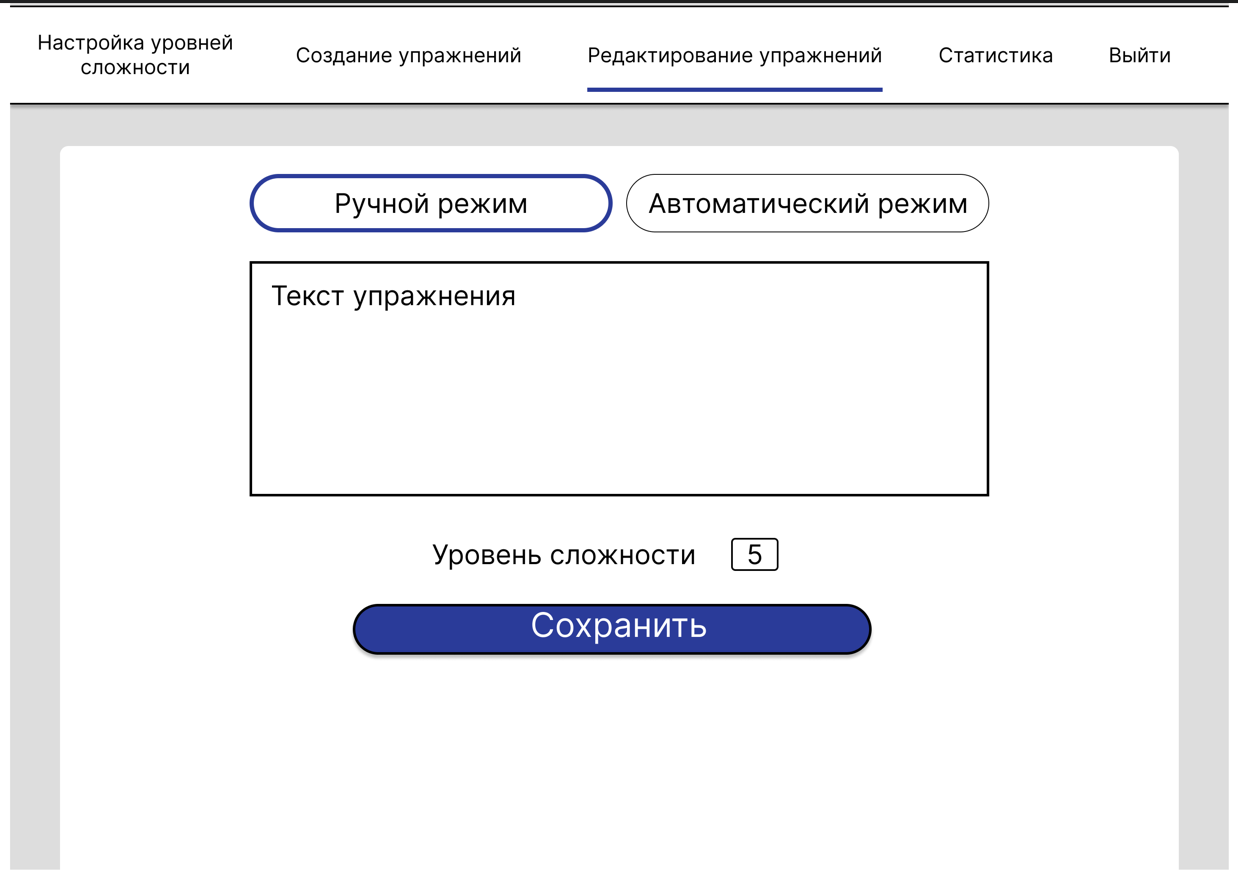 Настройка уровней
сложности
Создание упражнений
Редактирование упражнений
Статистика
Выйти
Ручной режим
Автоматический режим
Текст упражнения
Уровень сложности 5
Сохранить